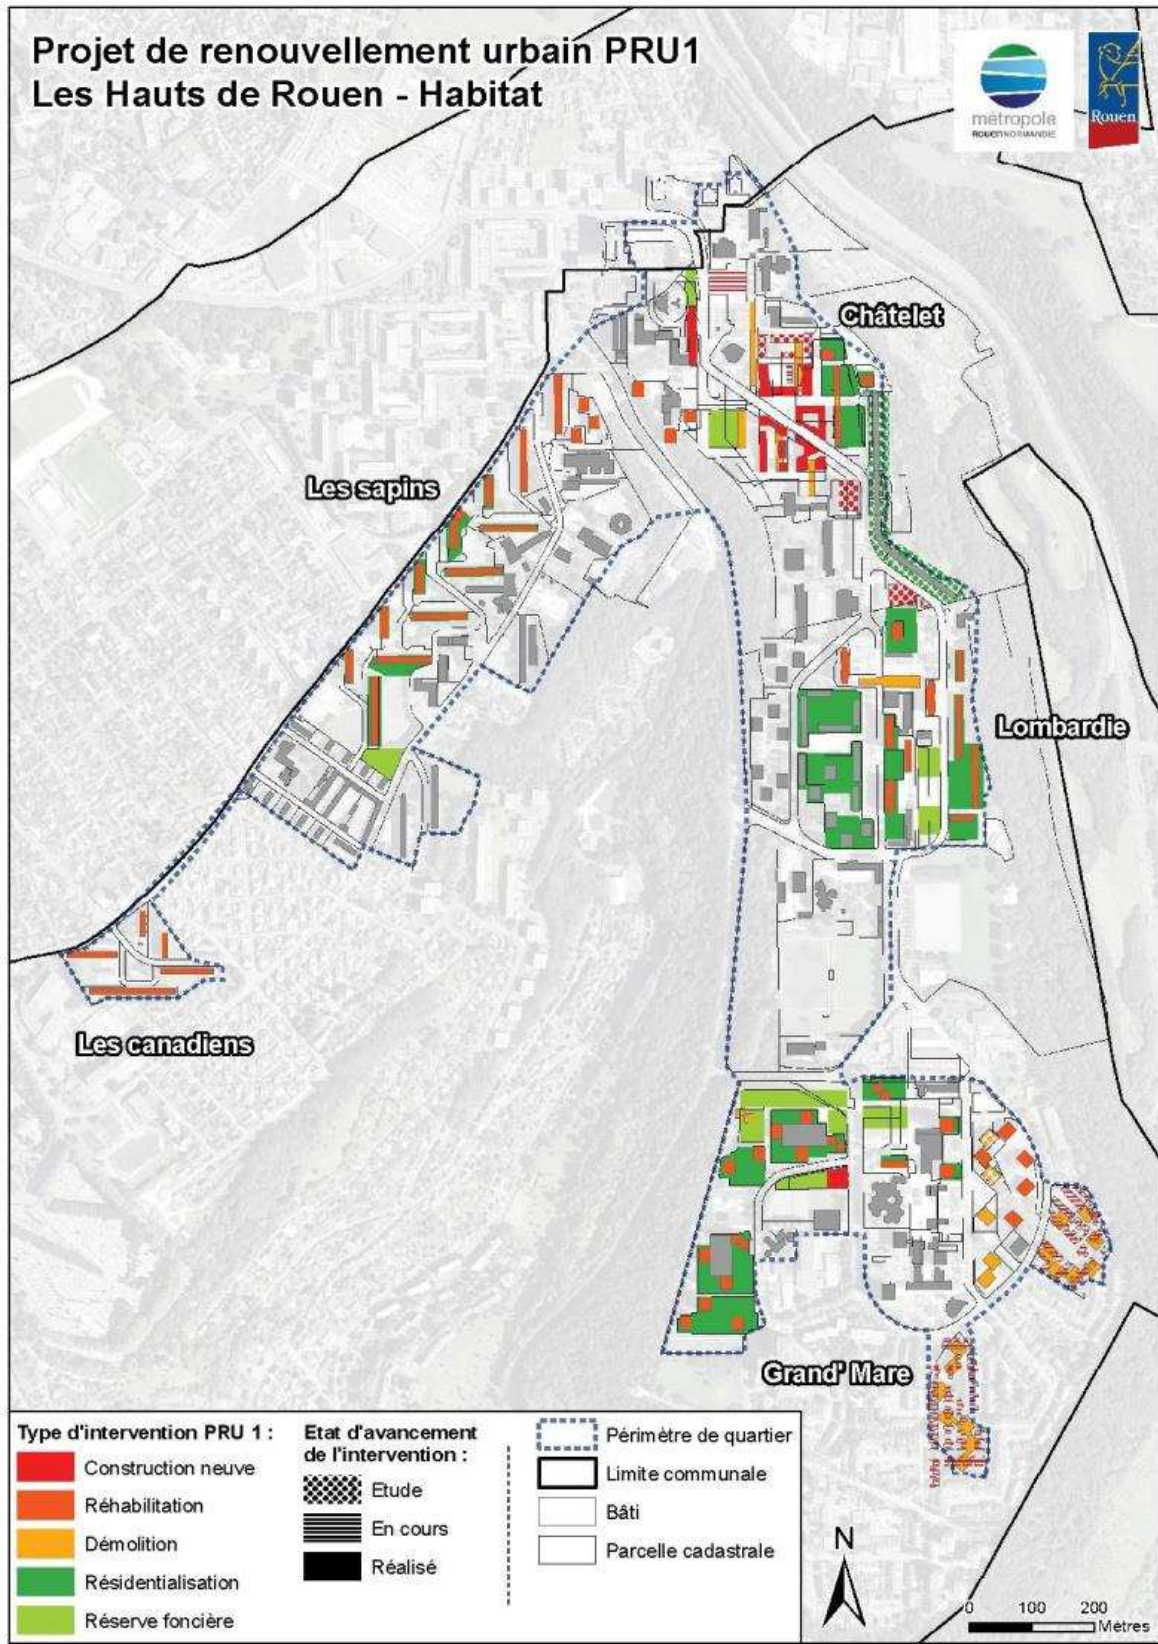 Projet de renouvellement urbain PRU1
Les Hauts de Rouen - Habitat
métropole
ROUENNORMANDIE
Rouen
Châtelet
Les sapins
Lombardie
Les canadiens
Grand' Mare
Type d'intervention PRU 1 :
Construction neuve
Réhabilitation
Démolition
Résidentialisation
Réserve foncière
Etat d'avancement
de l'intervention :
Etude
En cours
Réalisé
Périmètre de quartier
Limite communale
Bâti
Parcelle cadastrale
N
0 100 200
Mètres